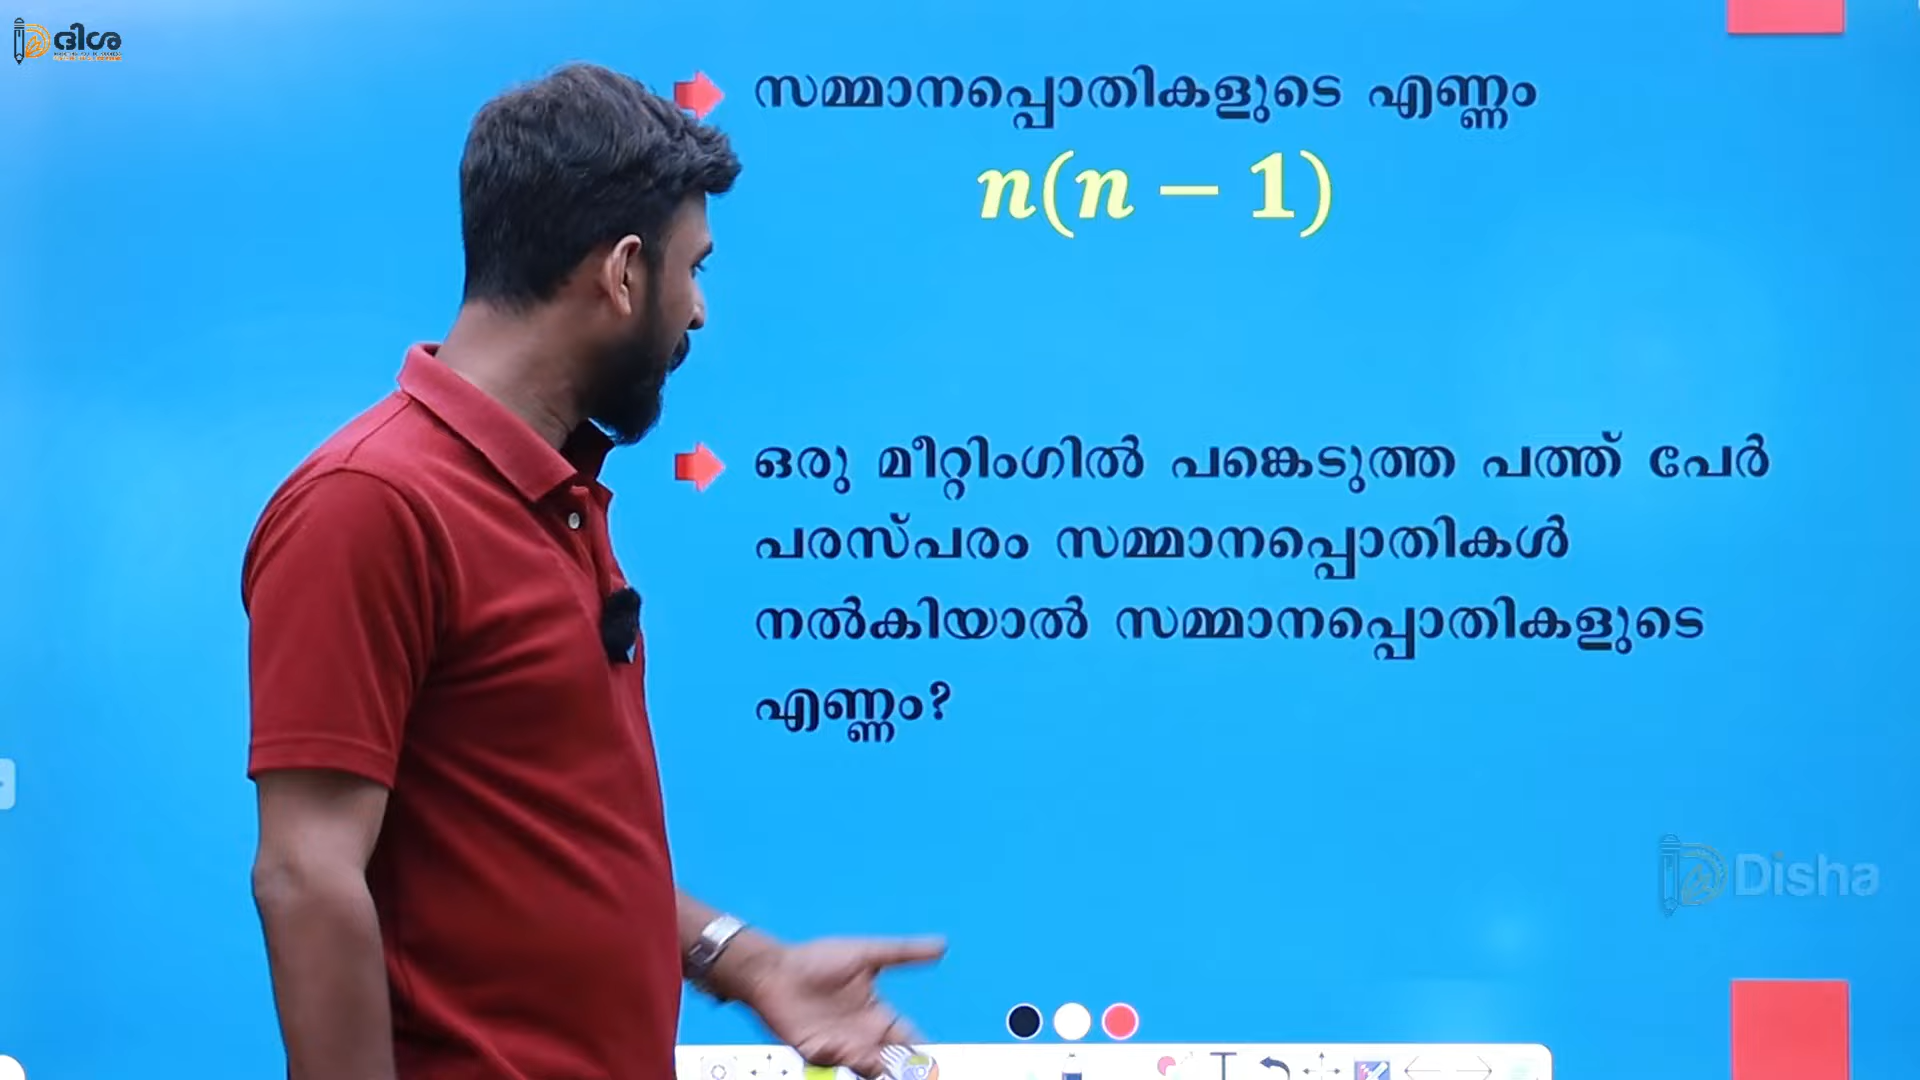 ദിശ
സമ്മാനപ്പൊതികളുടെ എണ്ണം
n(n − 1)
ഒരു മീറ്റിംഗിൽ പങ്കെടുത്ത പത്ത് പേർ
പരസ്പരം സമ്മാനപ്പൊതികൾ
നൽകിയാൽ സമ്മാനപ്പൊതികളുടെ
എണ്ണം?
Disha